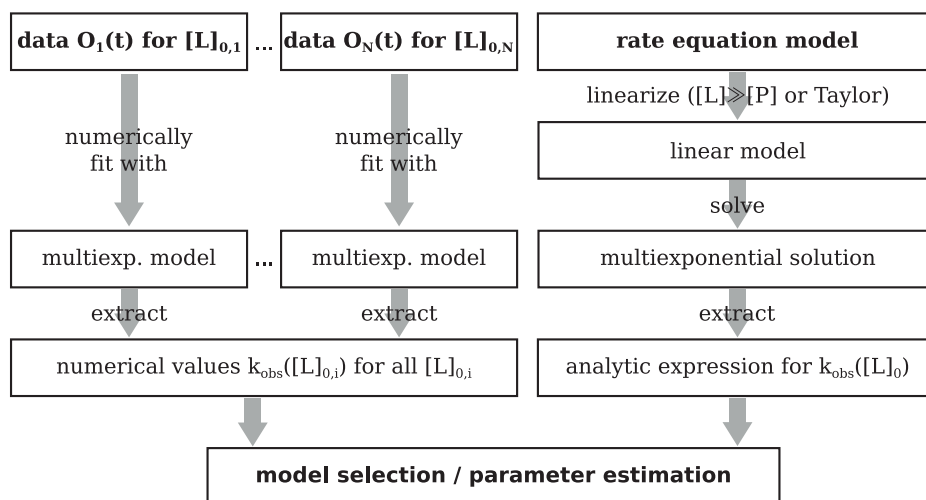 data O₁(t) for [L]₀,₁ ... data O_N(t) for [L]₀,N rate equation model
linearize ([L]≫[P] or Taylor)
numerically fit with numerically fit with linear model
solve
multiexp. model ... multiexp. model multiexponential solution
extract extract extract
numerical values k_obs([L]₀,ᵢ) for all [L]₀,ᵢ analytic expression for k_obs([L]₀)
model selection / parameter estimation